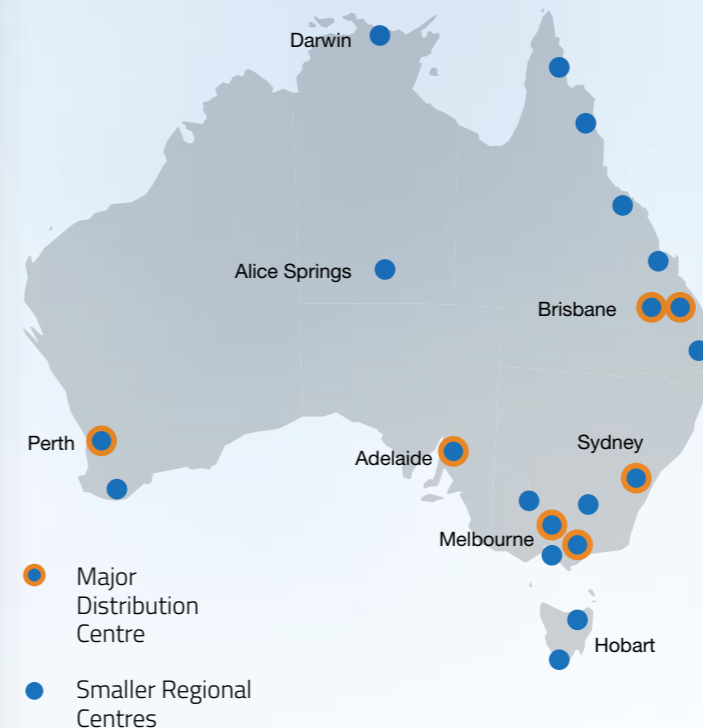 Darwin
Alice Springs
Brisbane
Perth
Adelaide
Sydney
Melbourne
Major
Distribution
Centre
Hobart
Smaller Regional
Centres